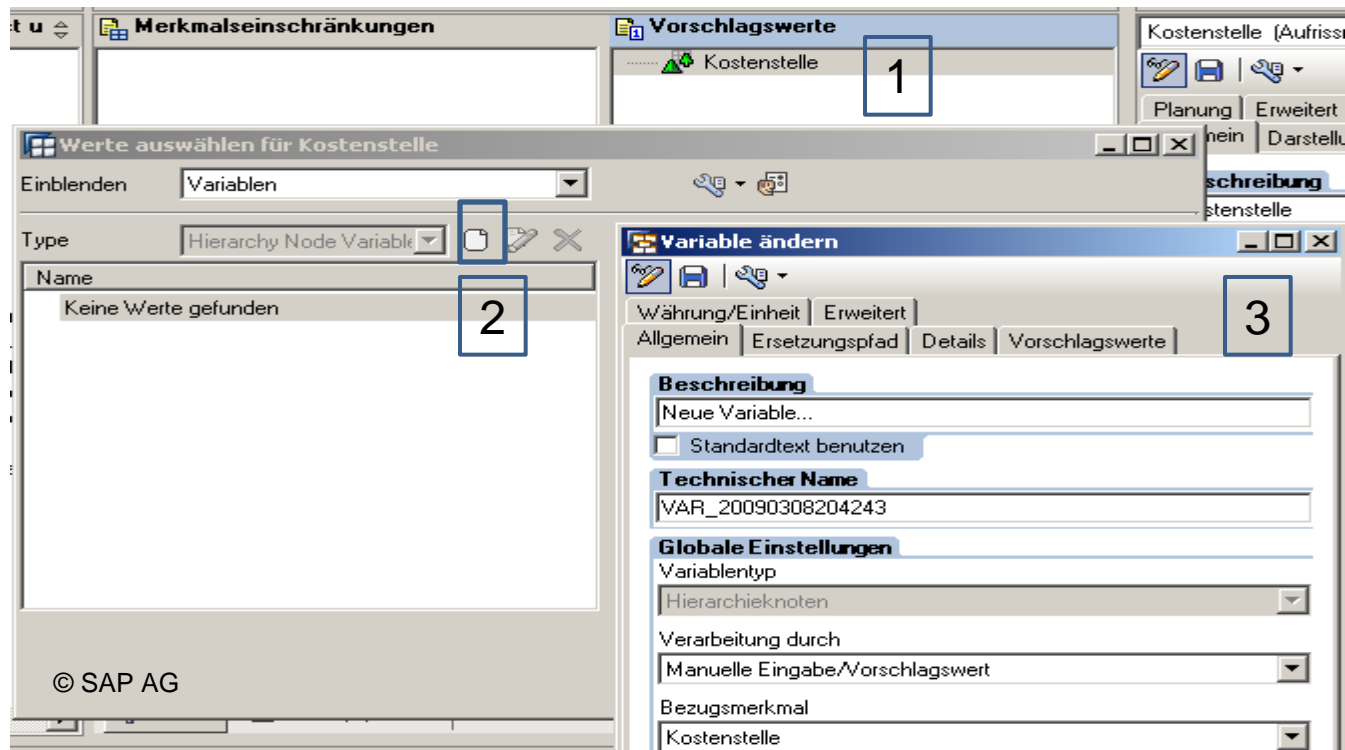 t u
Merkmalseinschränkungen
Vorschlagswerte
Kostenstelle (Aufriss
Kostenstelle
1
Planung Erweitert
Werte auswählen für Kostenstelle
nein Darstellu
Einblenden Variablen
schreibung
stenstelle
Type Hierarchy Node Variable
Variable ändern
Name
Keine Werte gefunden
2
Währung/Einheit Erweitert
3
Allgemein Ersetzungspfad Details Vorschlagswerte
Beschreibung
Neue Variable...
Standardtext benutzen
Technischer Name
VAR_20090308204243
Globale Einstellungen
Variablentyp
Hierarchieknoten
Verarbeitung durch
Manuelle Eingabe/Vorschlagswert
© SAP AG
Bezugsmerkmal
Kostenstelle